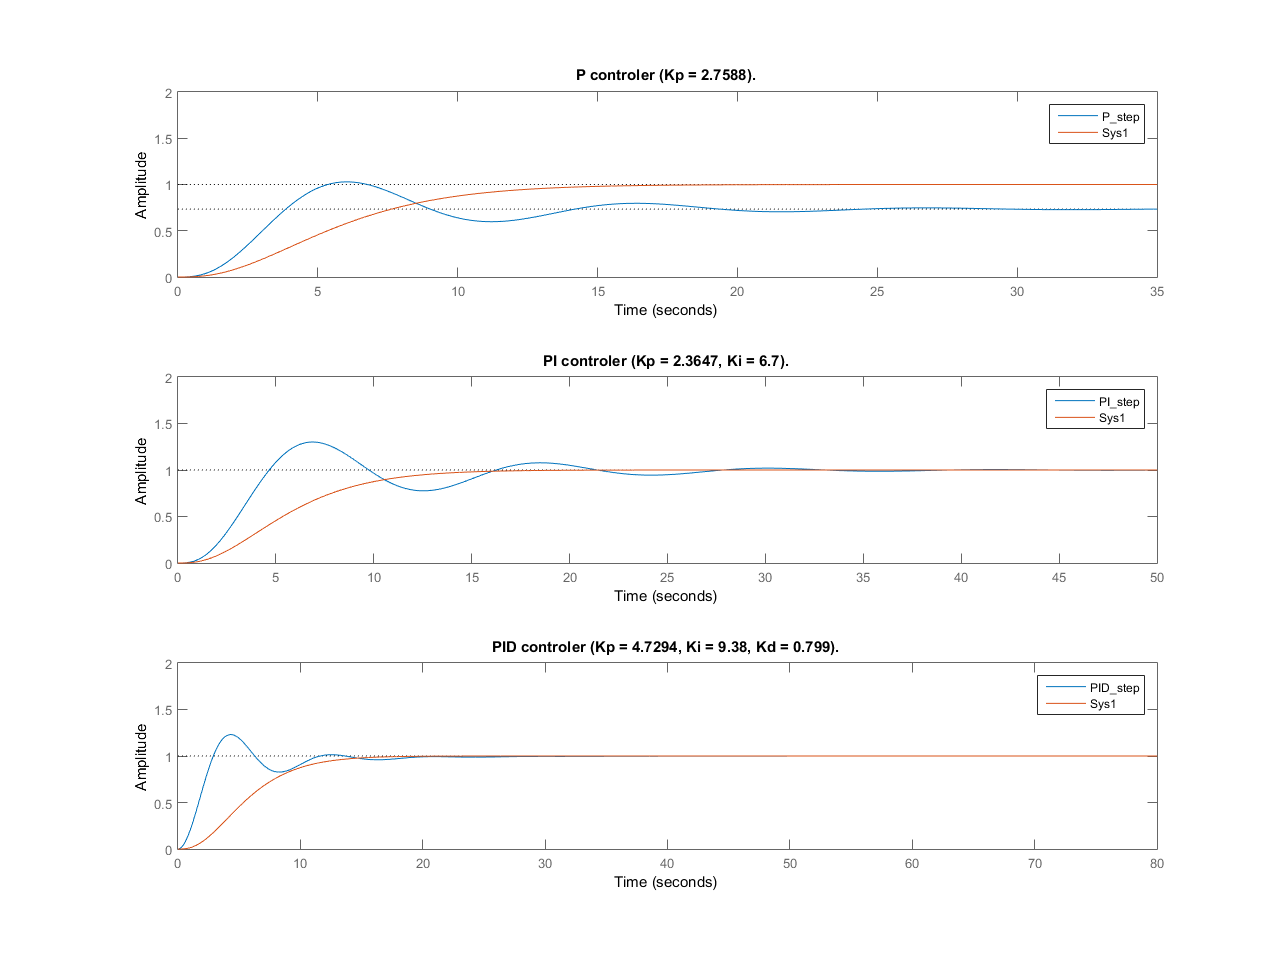 P controler (Kp = 2.7588).
2
1.5
1
0.5
0
Amplitude
P_step
Sys1
0 5 10 15 20 25 30 35
Time (seconds)
PI controler (Kp = 2.3647, Ki = 6.7).
2
1.5
1
0.5
0
Amplitude
PI_step
Sys1
0 5 10 15 20 25 30 35 40 45 50
Time (seconds)
PID controler (Kp = 4.7294, Ki = 9.38, Kd = 0.799).
2
1.5
1
0.5
0
Amplitude
PID_step
Sys1
0 10 20 30 40 50 60 70 80
Time (seconds)